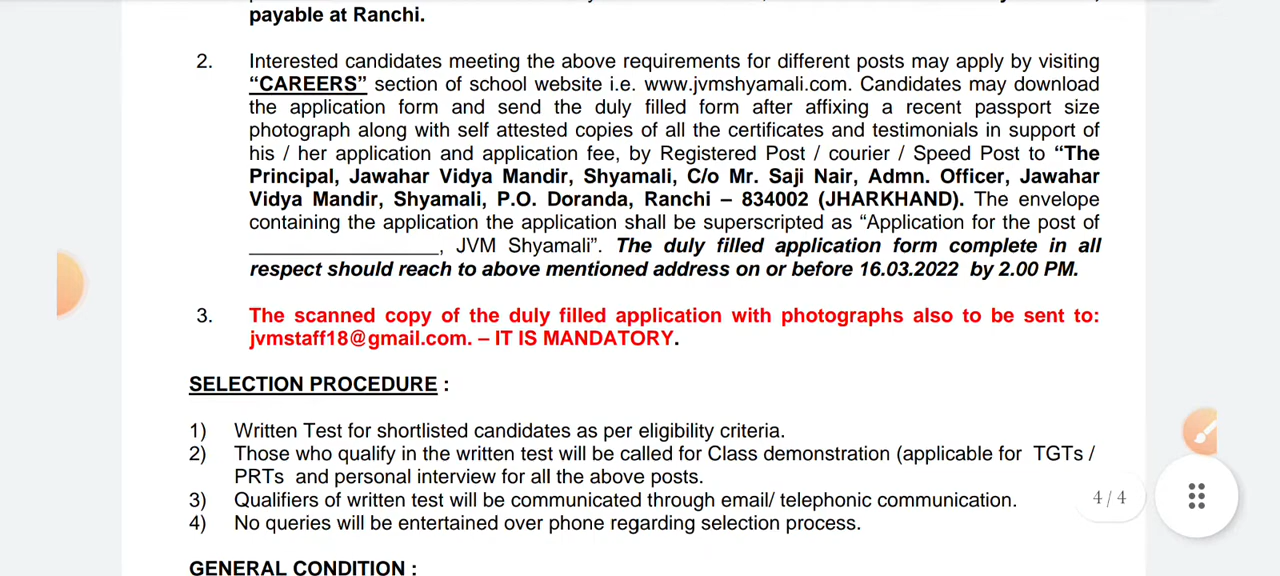 payable at Ranchi.
2. Interested candidates meeting the above requirements for different posts may apply by visiting
“CAREERS” section of school website i.e. www.jvmshyamali.com. Candidates may download
the application form and send the duly filled form after affixing a recent passport size
photograph along with self attested copies of all the certificates and testimonials in support of
his / her application and application fee, by Registered Post / courier / Speed Post to “The
Principal, Jawahar Vidya Mandir, Shyamali, C/o Mr. Saji Nair, Admn. Officer, Jawahar
Vidya Mandir, Shyamali, P.O. Doranda, Ranchi – 834002 (JHARKHAND). The envelope
containing the application the application shall be superscripted as “Application for the post of
_________________, JVM Shyamali”. The duly filled application form complete in all
respect should reach to above mentioned address on or before 16.03.2022 by 2.00 PM.
3. The scanned copy of the duly filled application with photographs also to be sent to:
jvmstaff18@gmail.com. – IT IS MANDATORY.
SELECTION PROCEDURE :
1) Written Test for shortlisted candidates as per eligibility criteria.
2) Those who qualify in the written test will be called for Class demonstration (applicable for TGTs /
PRTs and personal interview for all the above posts.
3) Qualifiers of written test will be communicated through email/ telephonic communication.
4) No queries will be entertained over phone regarding selection process.
4/4
GENERAL CONDITION :